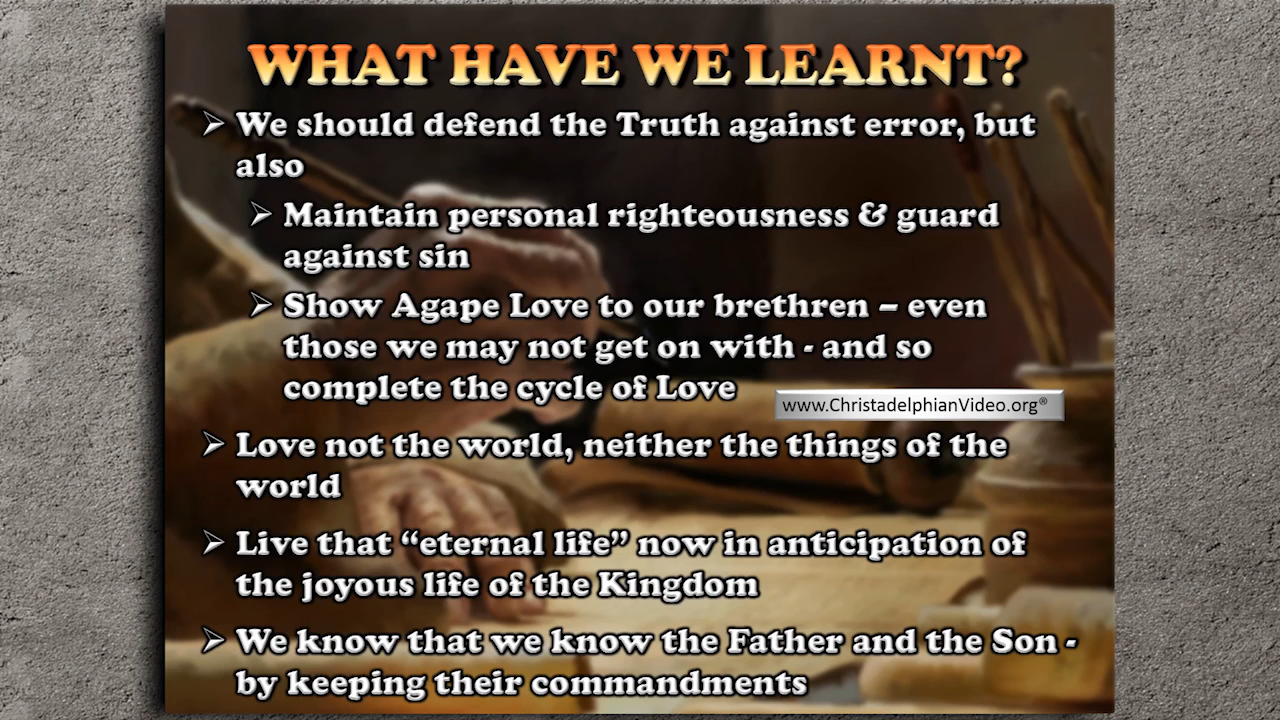 WHAT HAVE WE LEARNT?
➢ We should defend the Truth against error, but
also
➢ Maintain personal righteousness & guard
against sin
➢ Show Agape Love to our brethren – even
those we may not get on with - and so
complete the cycle of Love
www.ChristadelphianVideo.org®
➢ Love not the world, neither the things of the
world
➢ Live that “eternal life” now in anticipation of
the joyous life of the Kingdom
➢ We know that we know the Father and the Son -
by keeping their commandments